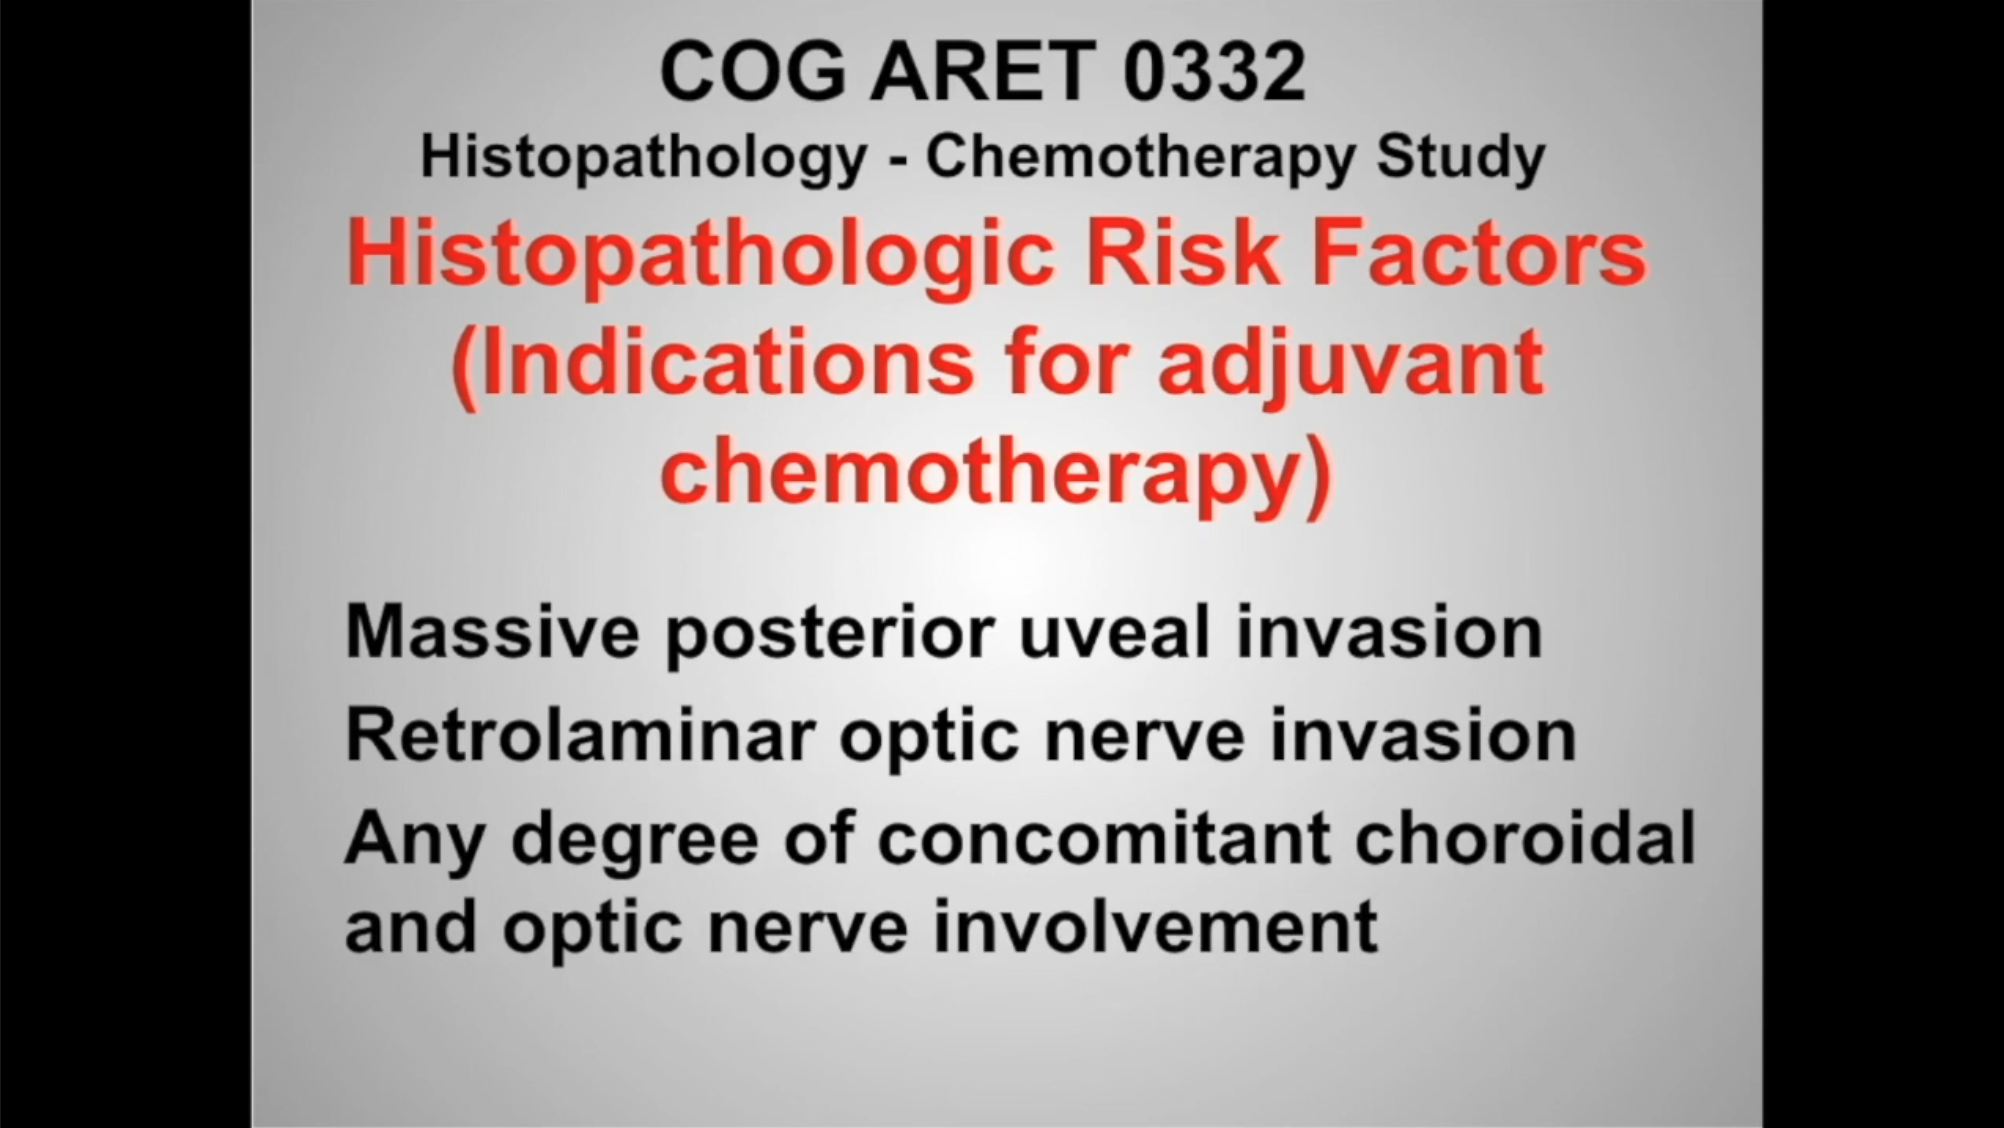 COG ARET 0332
Histopathology - Chemotherapy Study
Histopathologic Risk Factors
(Indications for adjuvant
chemotherapy)
Massive posterior uveal invasion
Retrolaminar optic nerve invasion
Any degree of concomitant choroidal
and optic nerve involvement